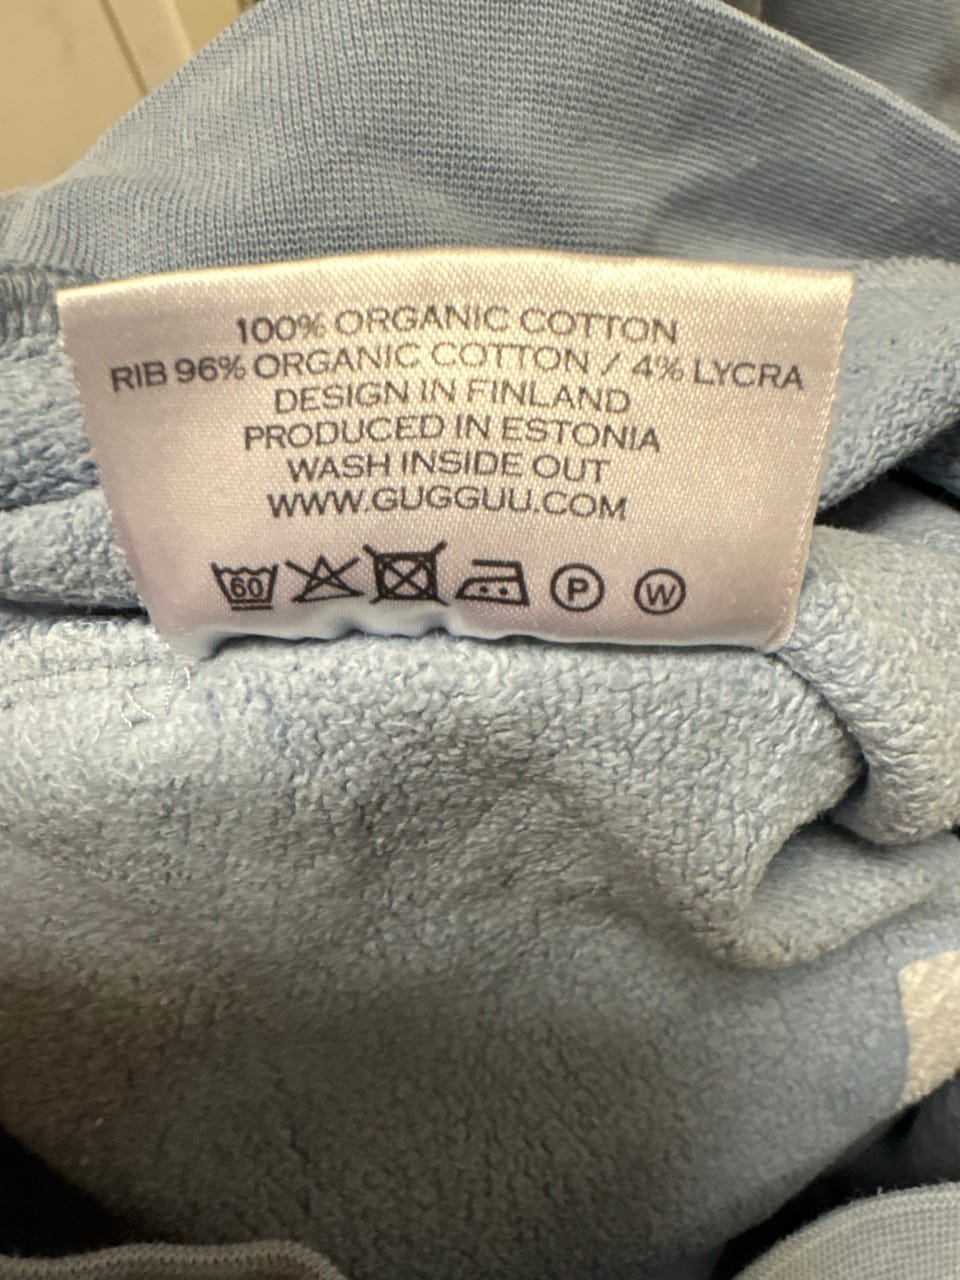 100% ORGANIC COTTON
RIB 96% ORGANIC COTTON / 4% LYCRA
DESIGN IN FINLAND
PRODUCED IN ESTONIA
WASH INSIDE OUT
WWW.GUGGUU.COM
60 P W